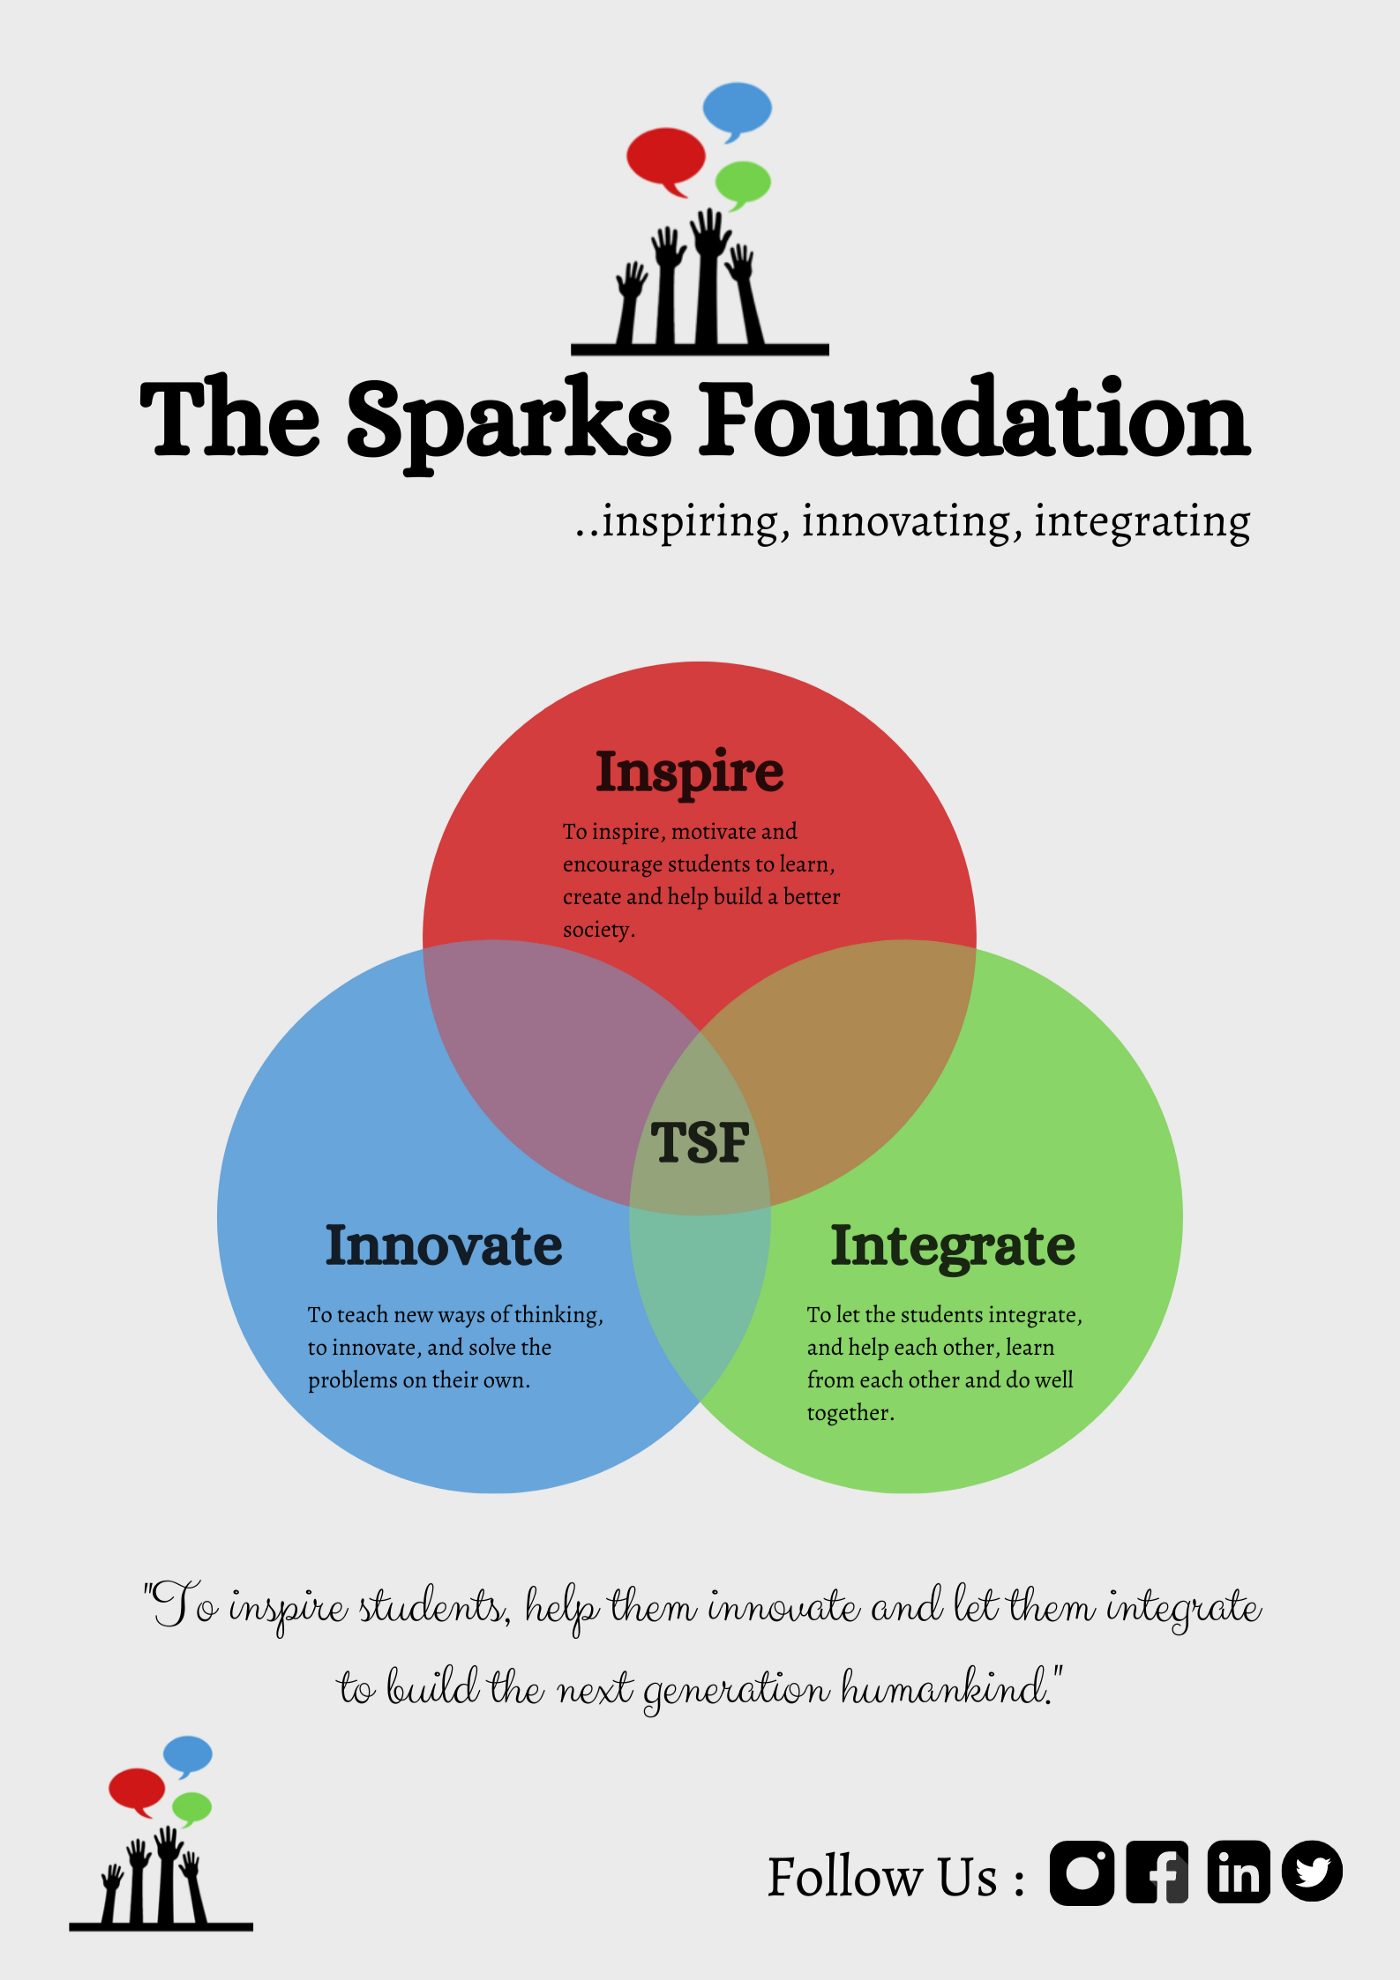 The Sparks Foundation
..inspiring, innovating, integrating
Inspire
To inspire, motivate and
encourage students to learn,
create and help build a better
society.
TSF
Innovate
To teach new ways of thinking,
to innovate, and solve the
problems on their own.
Integrate
To let the students integrate,
and help each other, learn
from each other and do well
together.
"To inspire students, help them innovate and let them integrate
to build the next generation humankind."
Follow Us :